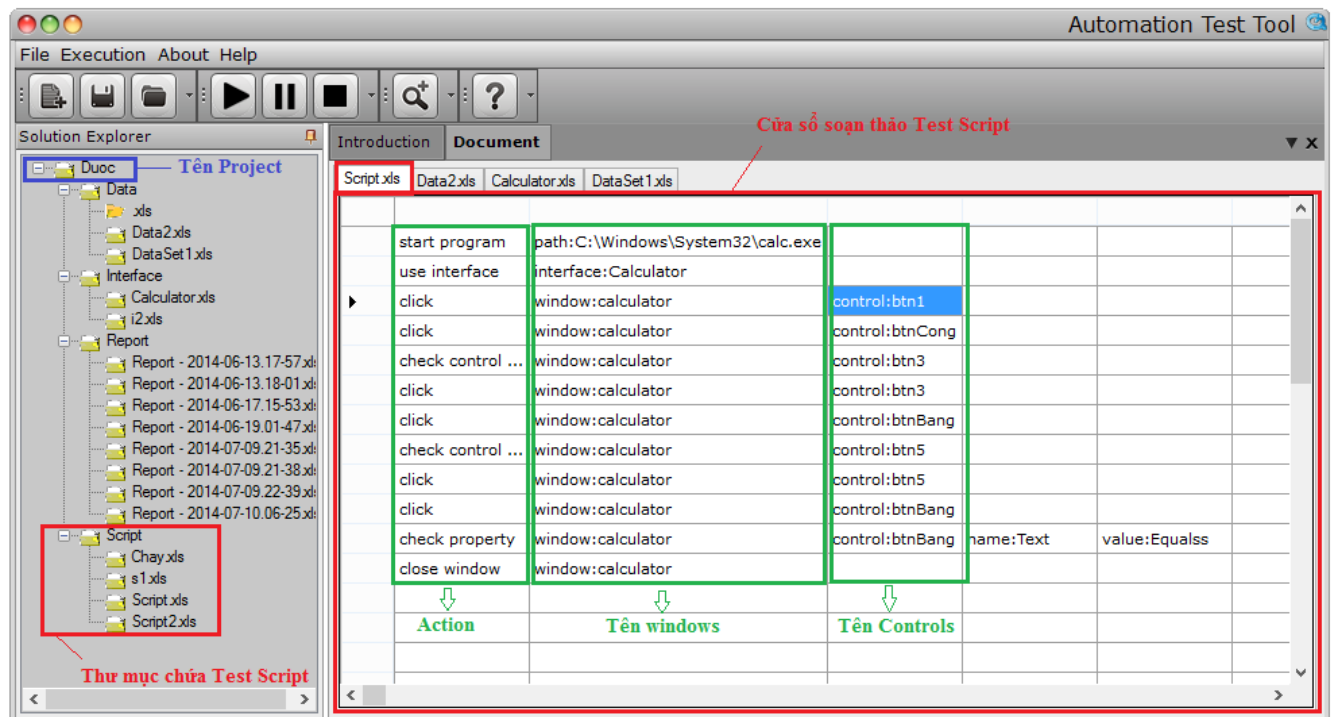 Automation Test Tool
File Execution About Help
?
Cửa sổ soạn thảo Test Script
Solution Explorer
Introduction Document
Duoc
Tên Project
Data
.xls
Data2.xls
DataSet1.xls
Interface
Calculator.xls
i2.xls
Report
Report - 2014-06-13.17-57.xls
Report - 2014-06-13.18-01.xls
Report - 2014-06-17.15-53.xls
Report - 2014-06-19.01-47.xls
Report - 2014-07-09.21-35.xls
Report - 2014-07-09.21-38.xls
Report - 2014-07-09.22-39.xls
Report - 2014-07-10.06-25.xls
Script
Chay.xls
s1.xls
Script.xls
Script2.xls
Thư mục chứa Test Script
Script.xls Data2.xls Calculator.xls DataSet1.xls
start program path:C:\Windows\System32\calc.exe
use interface interface:Calculator
click window:calculator control:btn1
click window:calculator control:btnCong
check control ... window:calculator control:btn3
click window:calculator control:btn3
click window:calculator control:btnBang
check control ... window:calculator control:btn5
click window:calculator control:btn5
click window:calculator control:btnBang
check property window:calculator control:btnBang name:Text value:Equalss
close window window:calculator
Action Tên windows Tên Controls